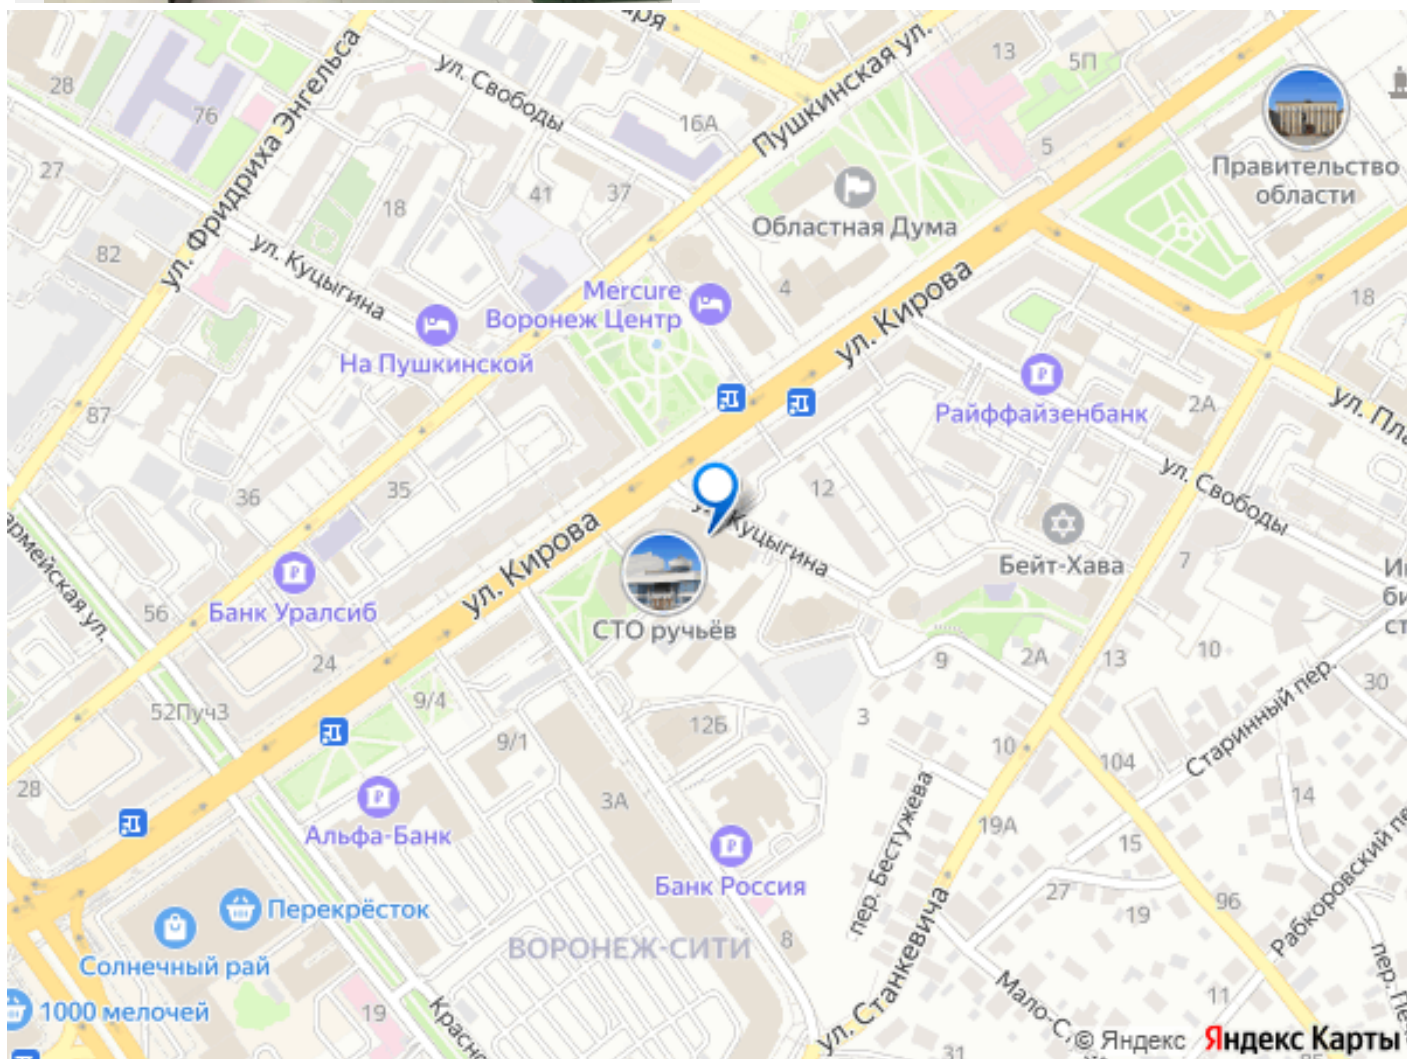 ул. Свободы
Пушкинская ул.
13
5П
28
76
ул. Фридриха Энгельса
16А
5
Правительство
области
27
41
37
18
Областная Дума
82
ул. Куцыгина
Mercure
Воронеж Центр
4
ул. Кирова
18
На Пушкинской
Райффайзенбанк
2А
87
ул. Свободы
36
35
12
ул. Куцыгина
Бейт-Хава
7
ул. Кирова
56
Банк Уралсиб
СТО ручьёв
24
9
2А
13
10
Старинный пер.
30
52Пуч3
9/4
9/1
12Б
3
10
104
28
3А
14
Альфа-Банк
пер. Бестужева
19А
15
Банк Россия
27
19
96
Перекрёсток
ВОРОНЕЖ-СИТИ
8
ул. Станкевича
Солнечный рай
1000 мелочей
19
11
31
© Яндекс Яндекс Карты